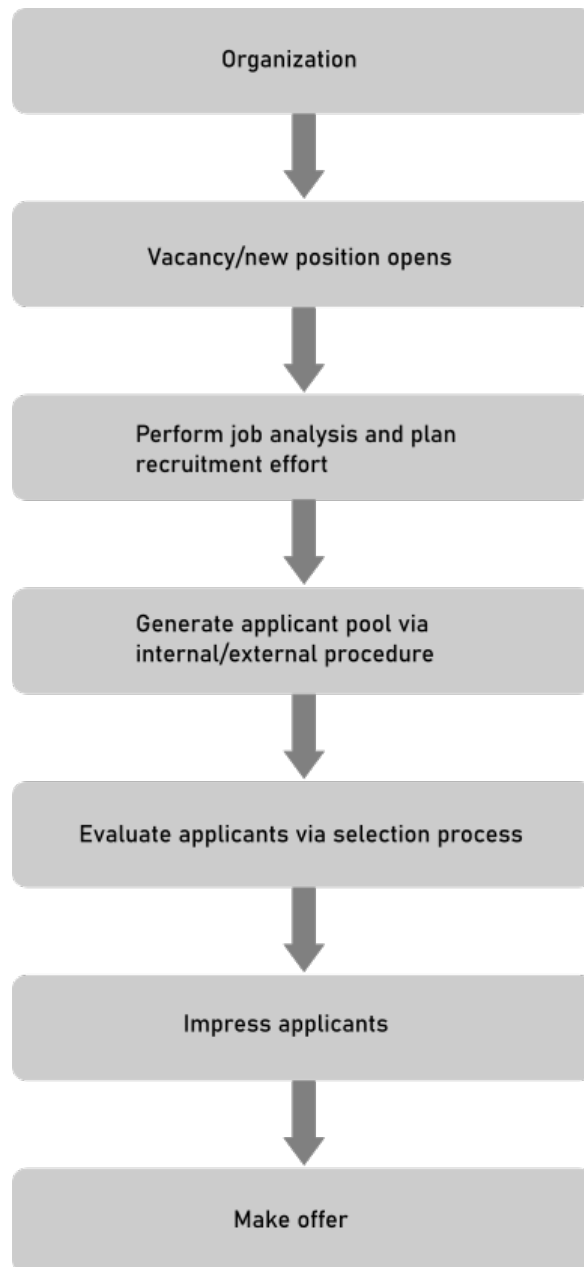 Organization
Vacancy/new position opens
Perform job analysis and plan
recruitment effort
Generate applicant pool via
internal/external procedure
Evaluate applicants via selection process
Impress applicants
Make offer